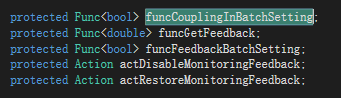 protected Func<bool> funcCouplingInBatchSetting;
protected Func<double> funcGetFeedback;
protected Func<bool> funcFeedbackBatchSetting;
protected Action actDisableMonitoringFeedback;
protected Action actRestoreMonitoringFeedback;